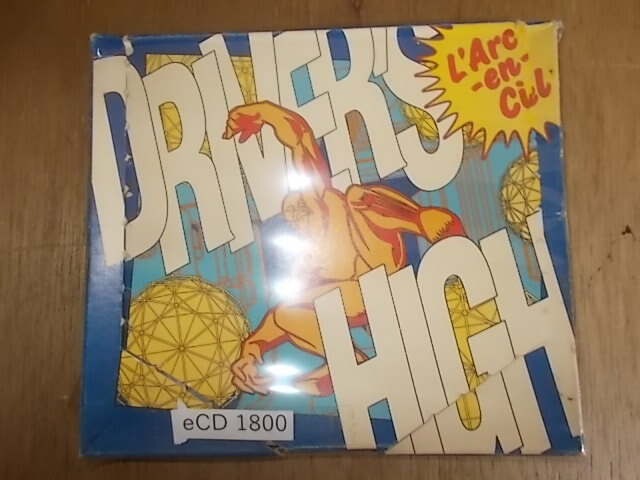 DRIVER'S
HIGH
L'Arc
-en-
Ciel
eCD 1800